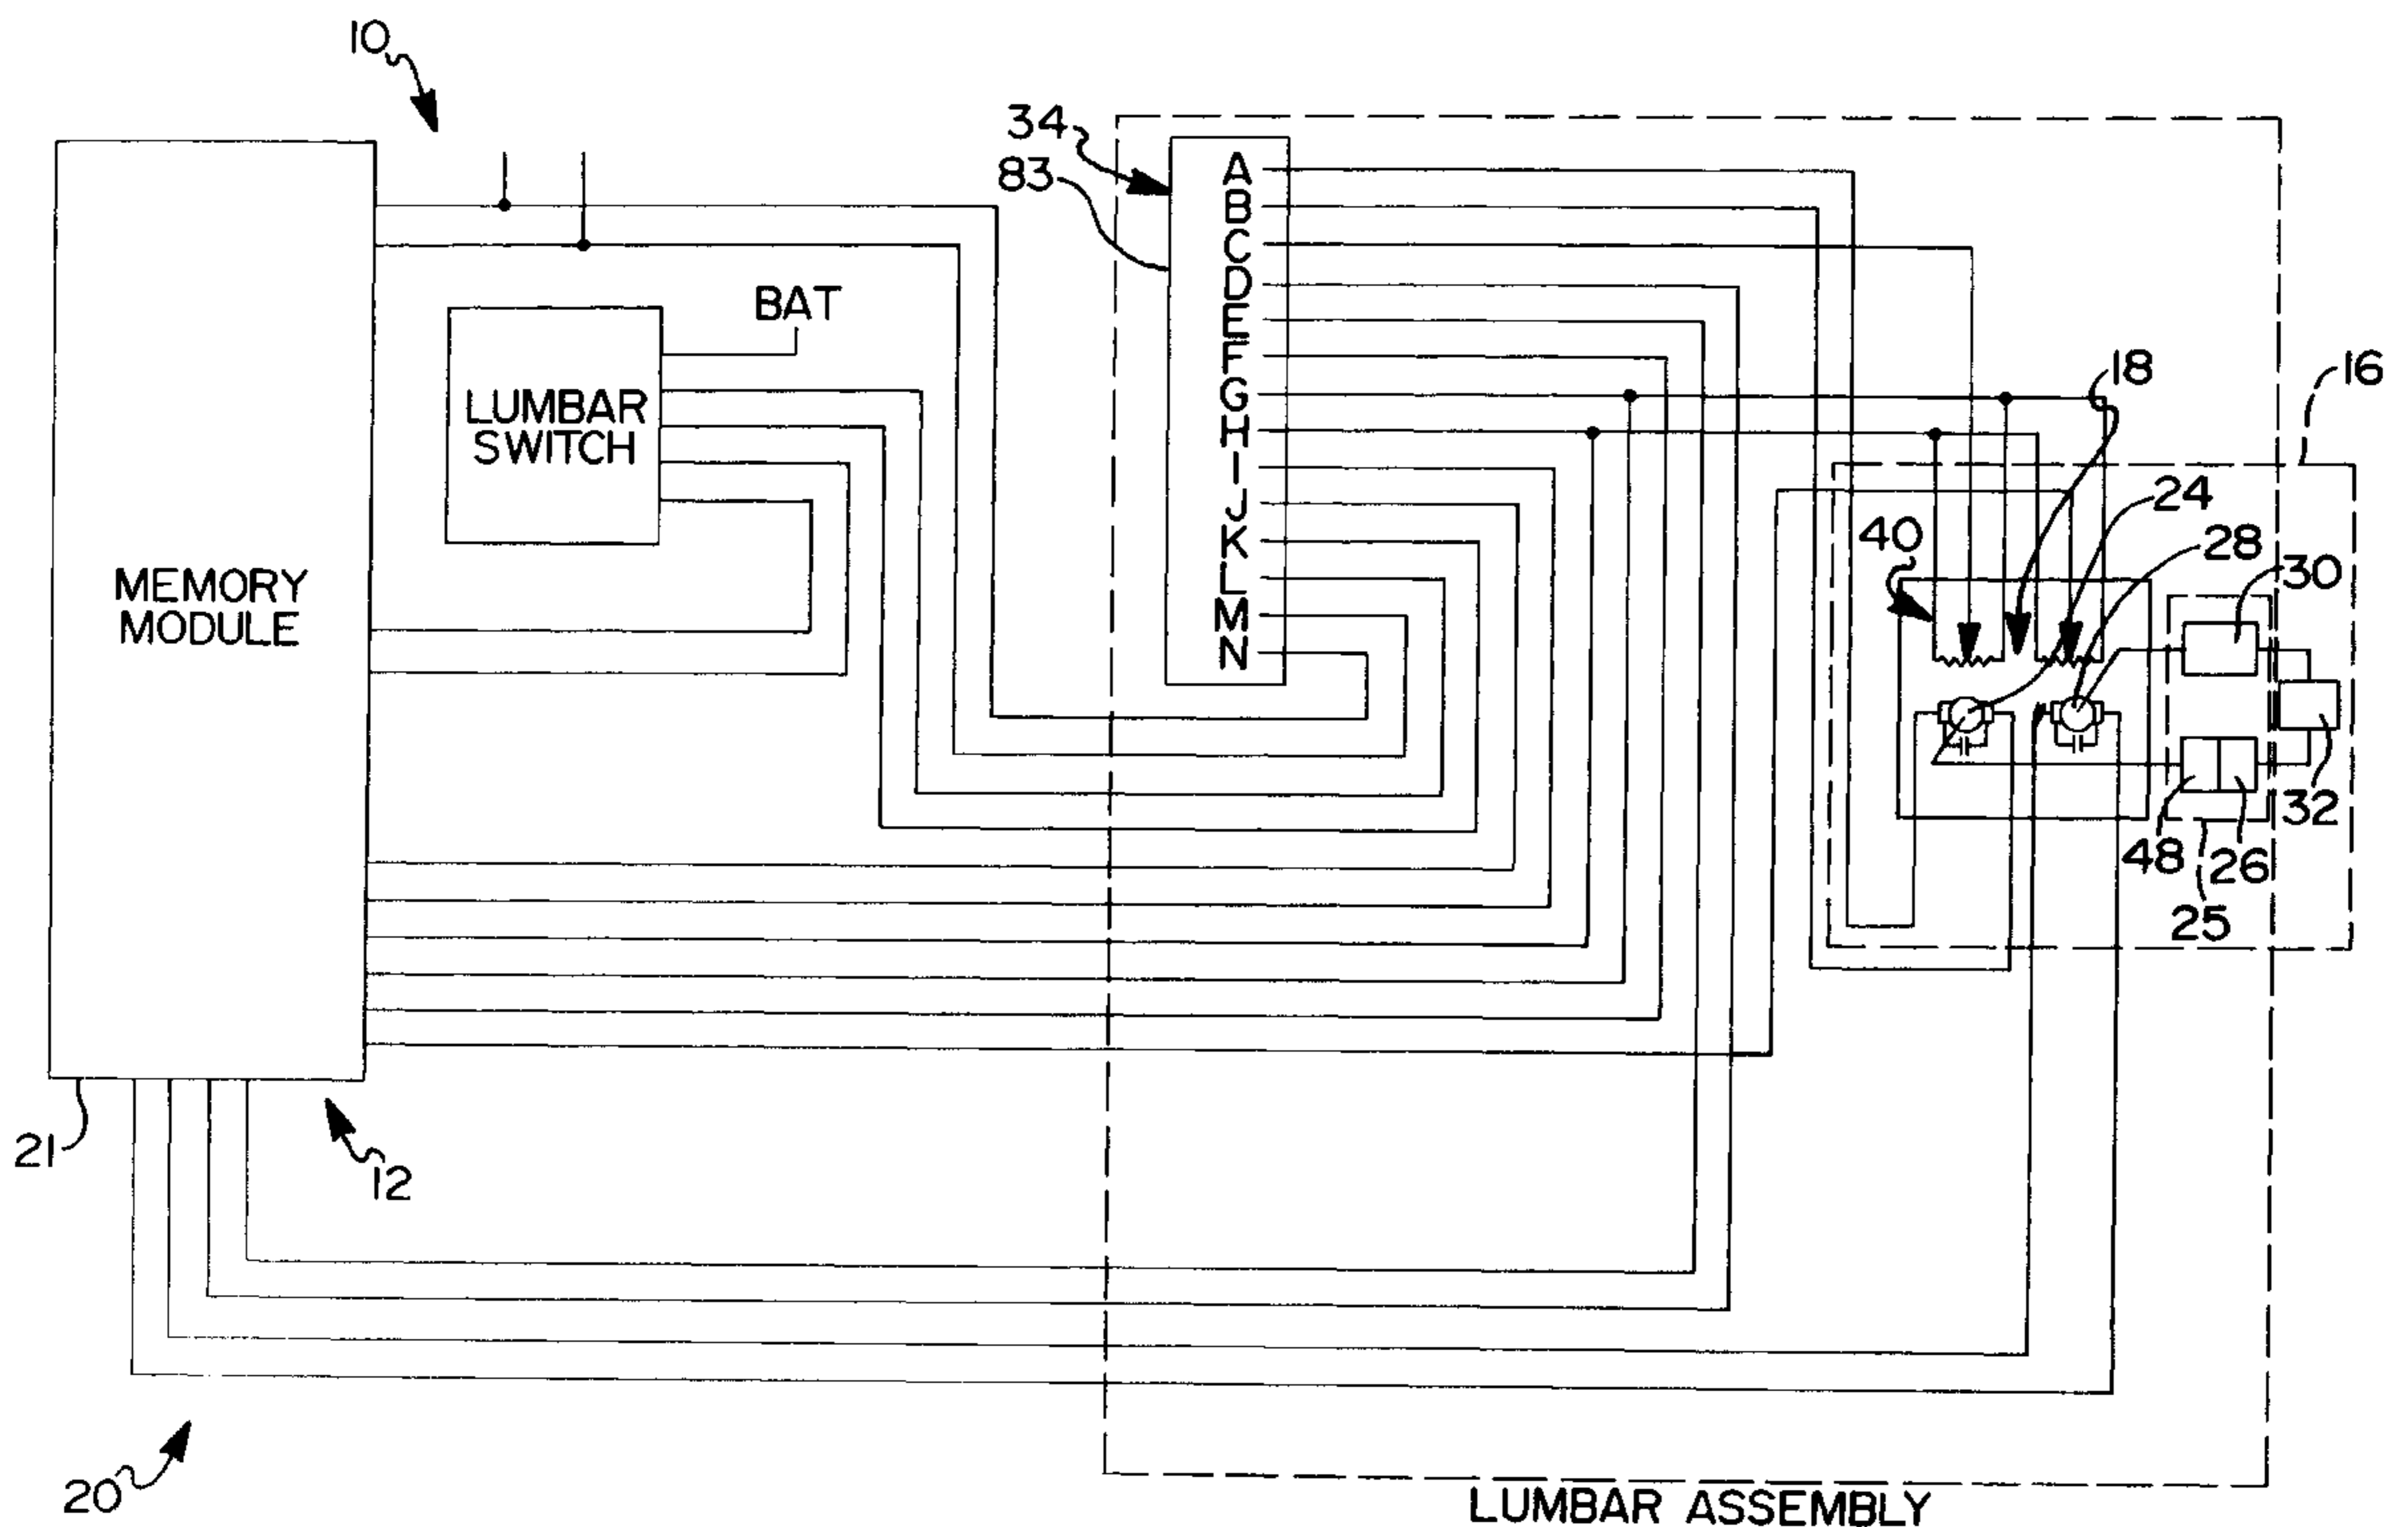 10
34
83
A
B
C
D
E
F
G
H
I
J
K
L
M
N
BAT
LUMBAR
SWITCH
MEMORY
MODULE
18
16
24
40
28
30
32
48
26
25
21
12
20
LUMBAR ASSEMBLY